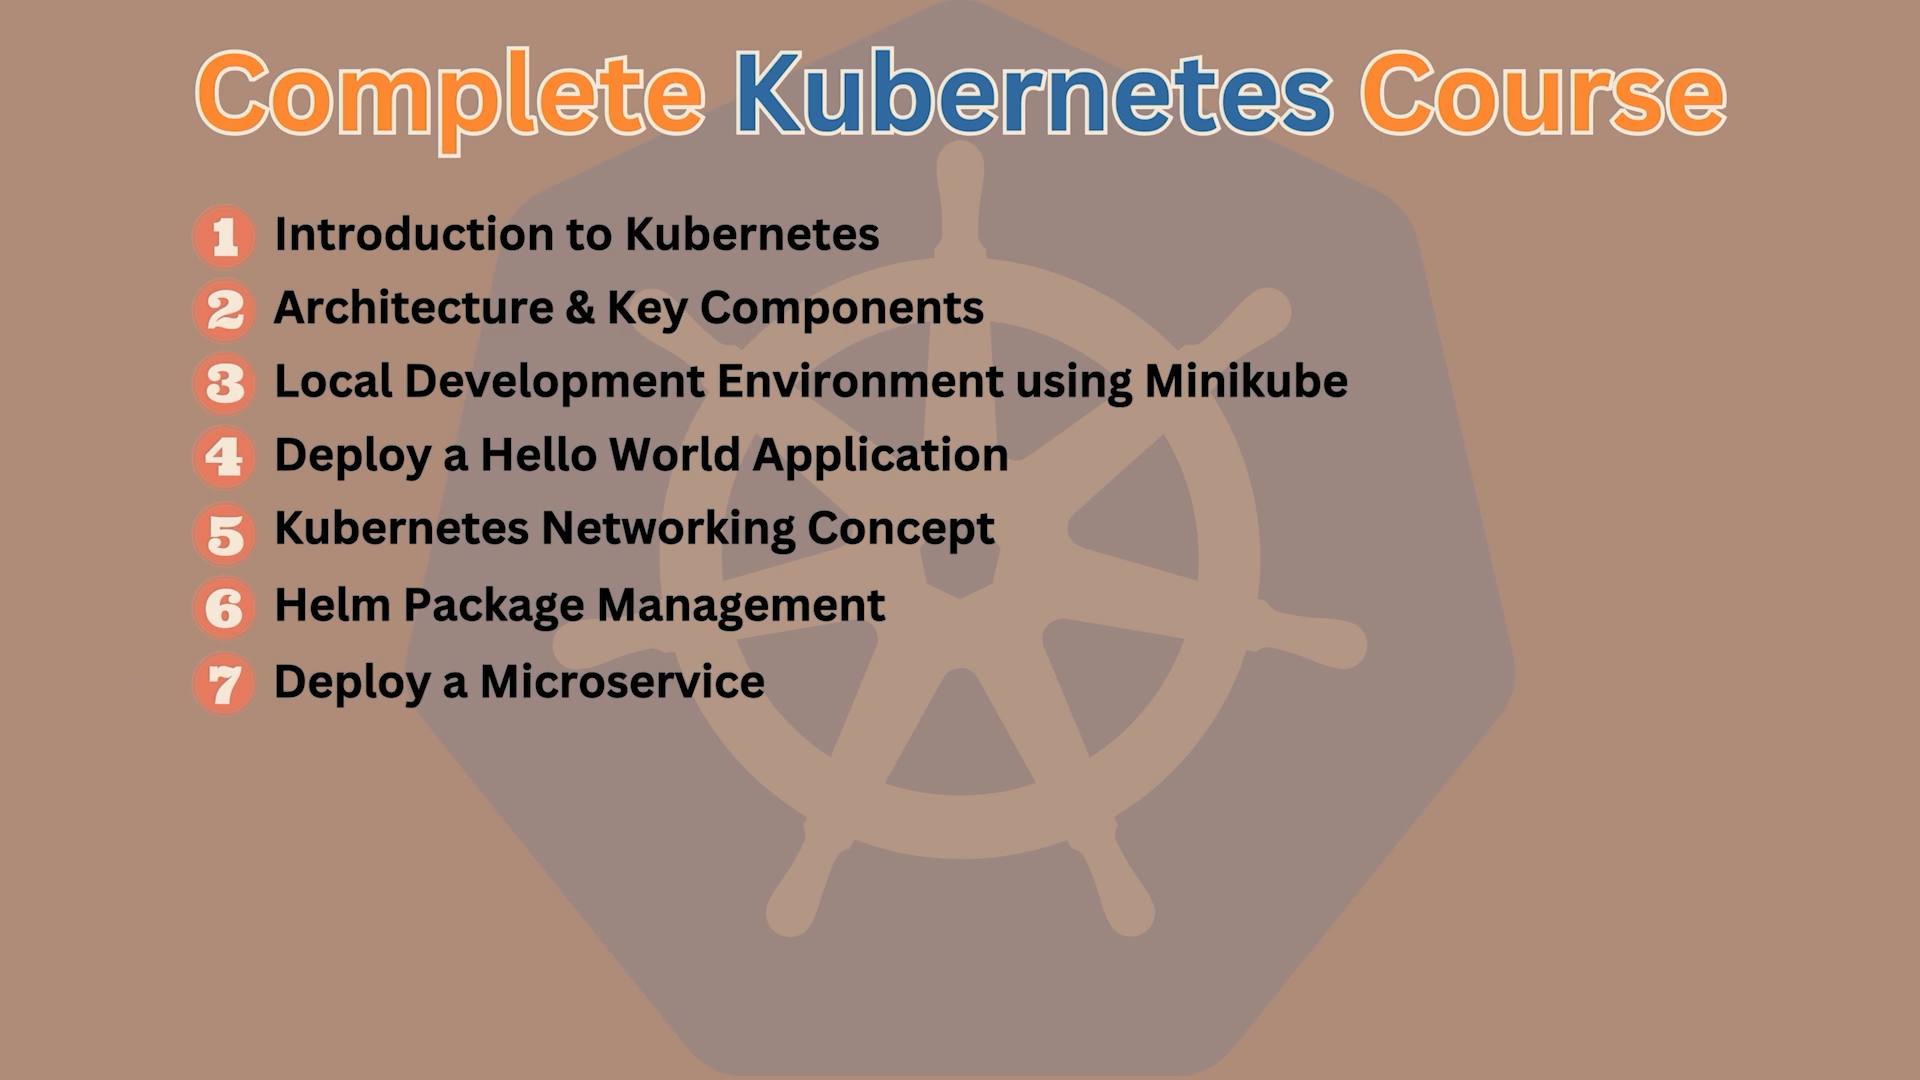 Complete Kubernetes Course
1 Introduction to Kubernetes
2 Architecture & Key Components
3 Local Development Environment using Minikube
4 Deploy a Hello World Application
5 Kubernetes Networking Concept
6 Helm Package Management
7 Deploy a Microservice